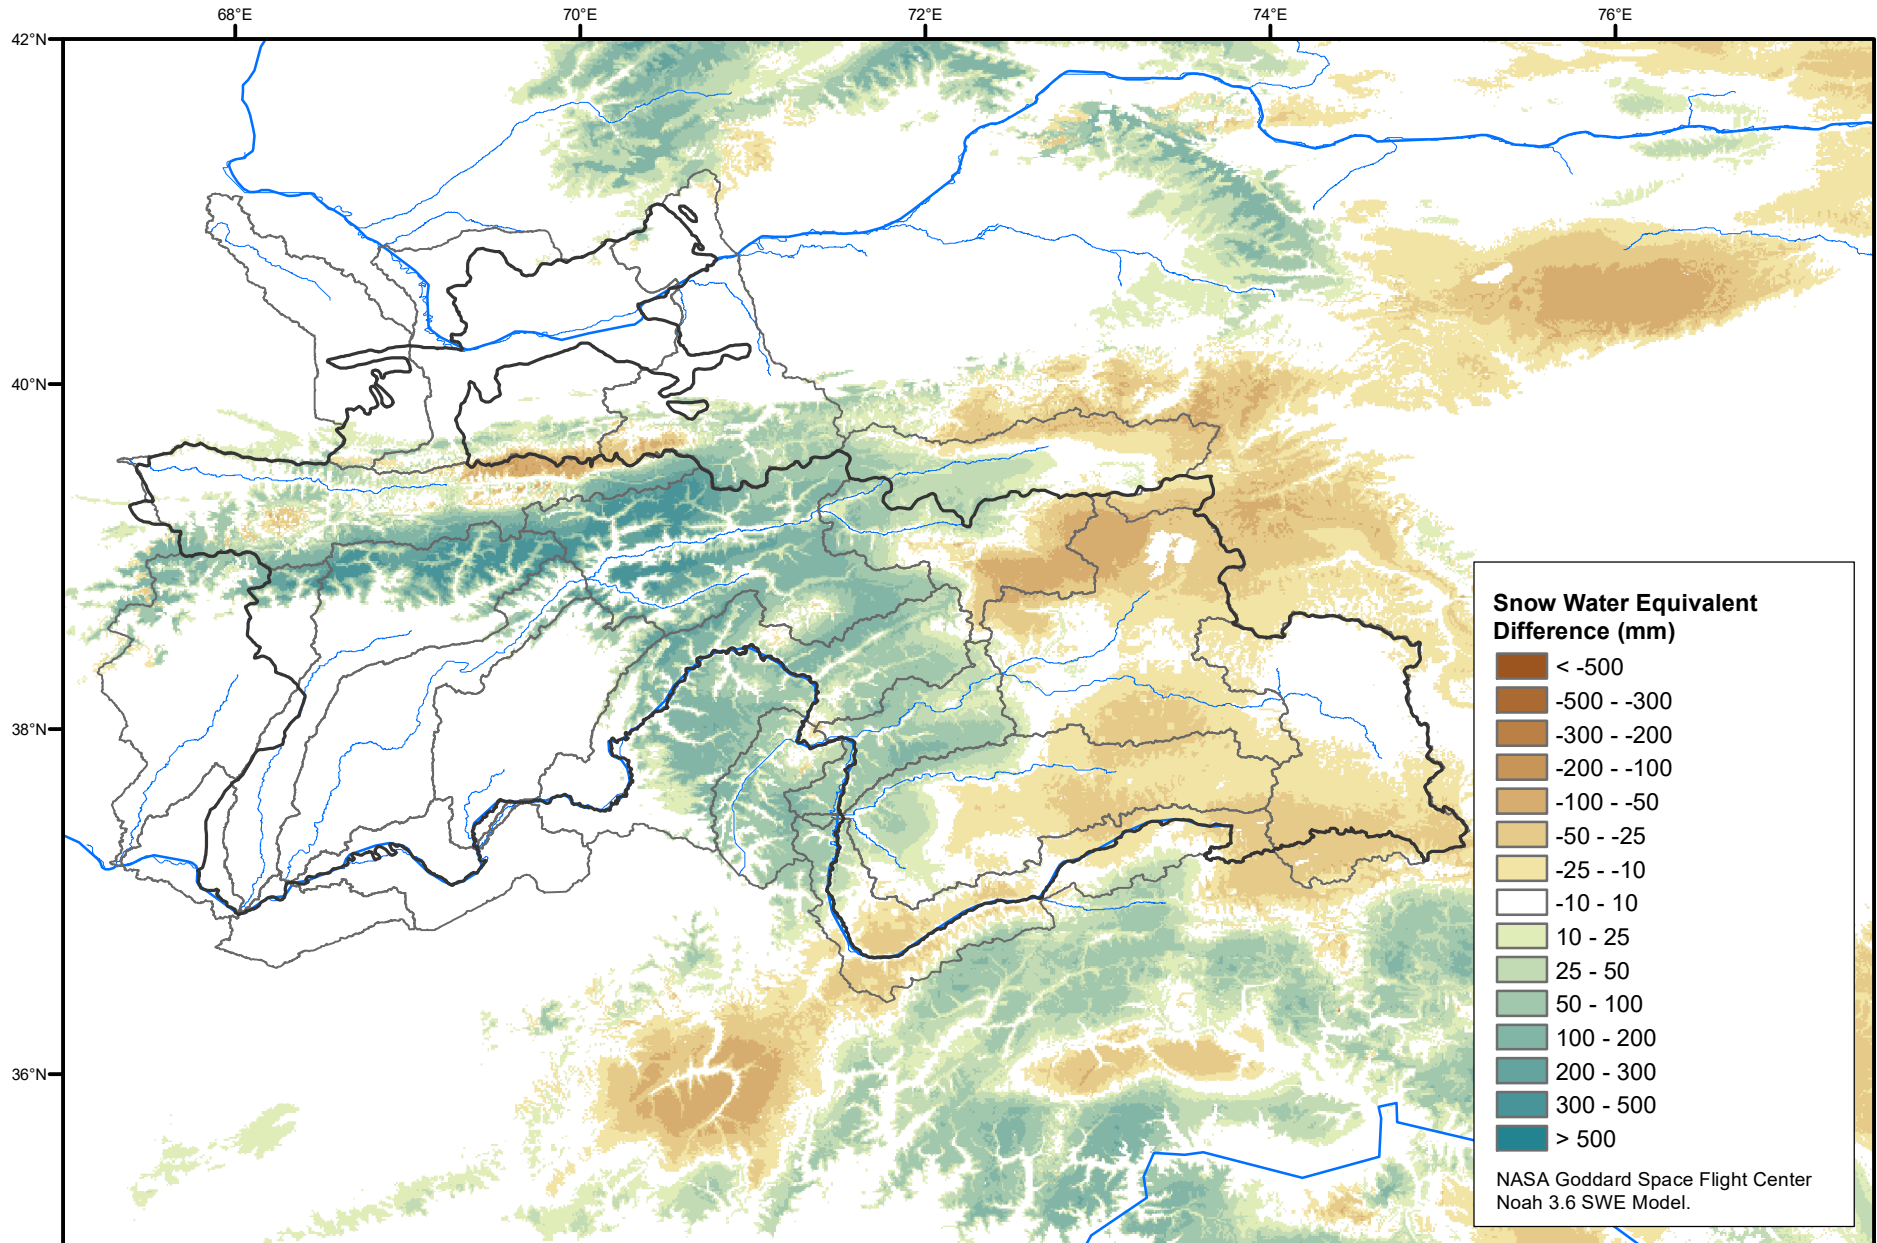 68°E 70°E 72°E 74°E 76°E
42°N
40°N
38°N
36°N
Snow Water Equivalent
Difference (mm)
< -500
-500 - -300
-300 - -200
-200 - -100
-100 - -50
-50 - -25
-25 - -10
-10 - 10
10 - 25
25 - 50
50 - 100
100 - 200
200 - 300
300 - 500
> 500
NASA Goddard Space Flight Center
Noah 3.6 SWE Model.